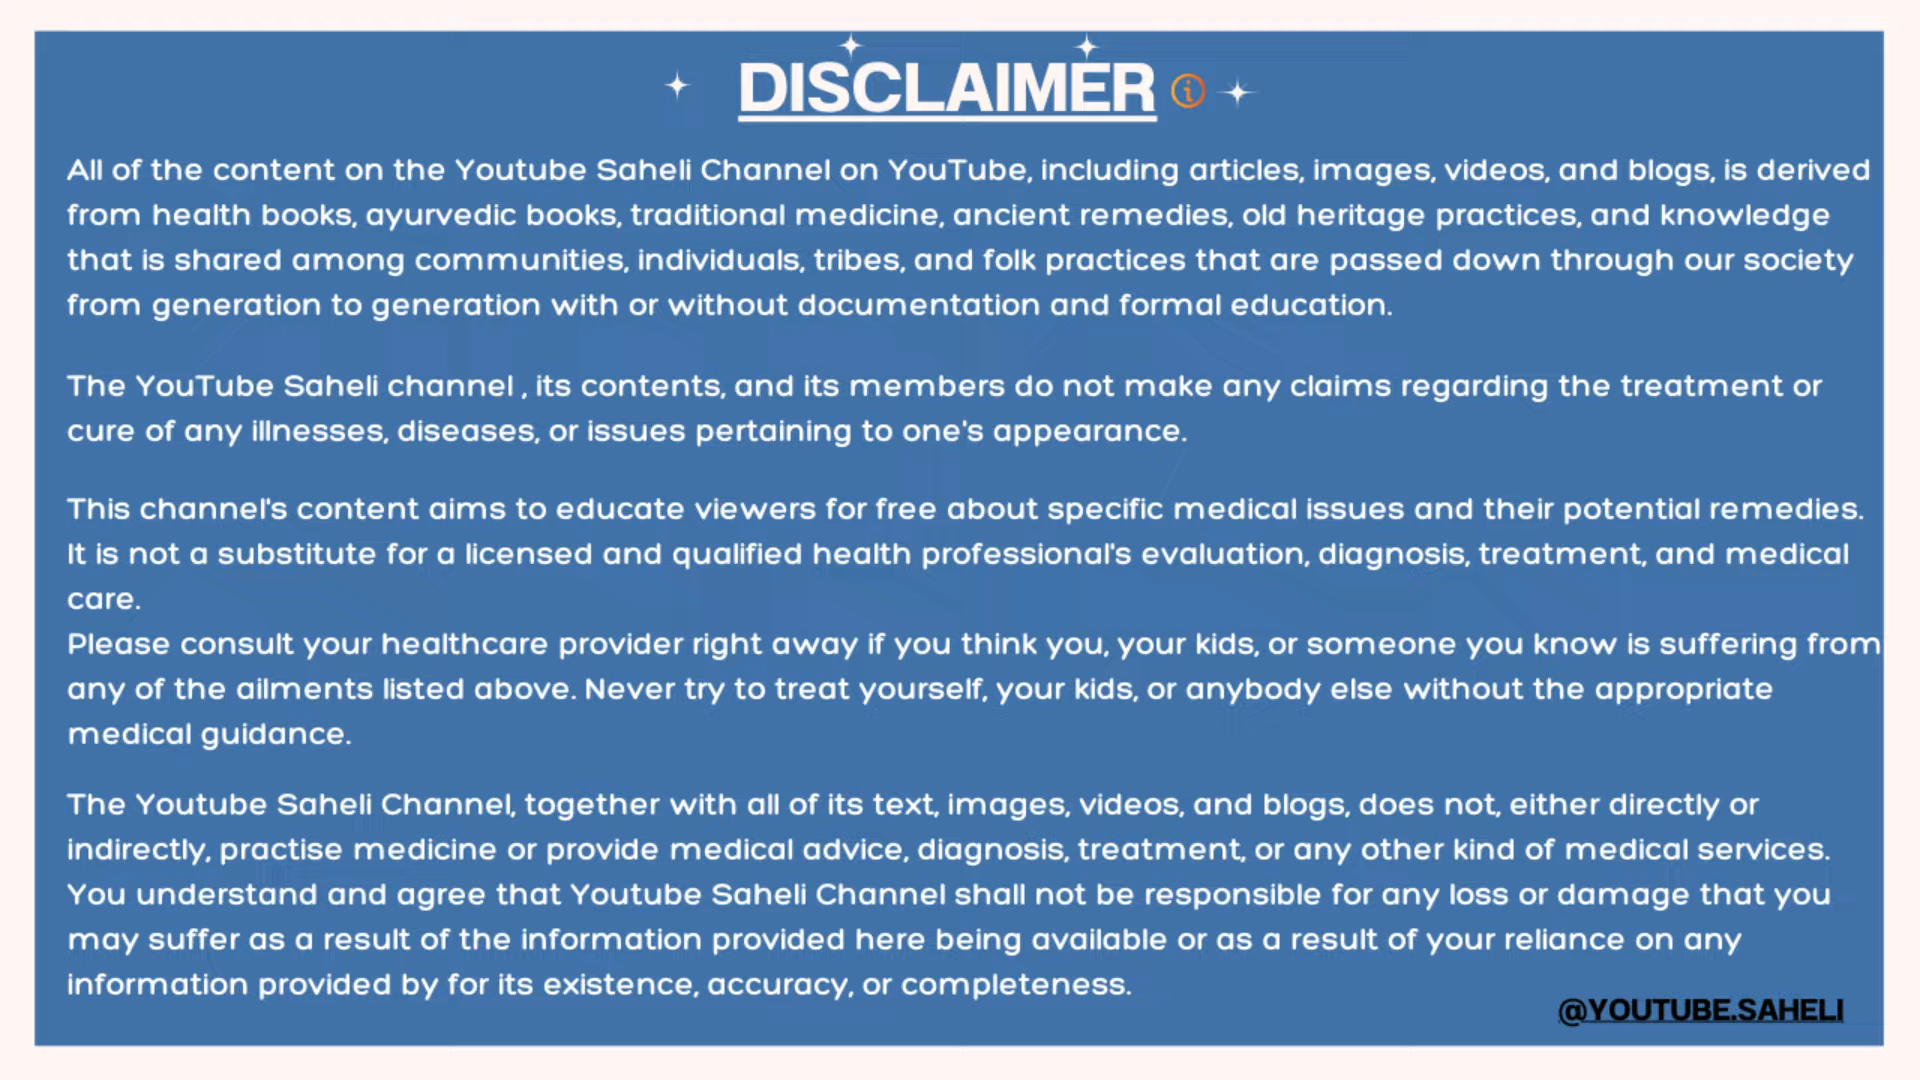 DISCLAIMER
All of the content on the Youtube Saheli Channel on YouTube, including articles, images, videos, and blogs, is derived
from health books, ayurvedic books, traditional medicine, ancient remedies, old heritage practices, and knowledge
that is shared among communities, individuals, tribes, and folk practices that are passed down through our society
from generation to generation with or without documentation and formal education.
The YouTube Saheli channel , its contents, and its members do not make any claims regarding the treatment or
cure of any illnesses, diseases, or issues pertaining to one's appearance.
This channel's content aims to educate viewers for free about specific medical issues and their potential remedies.
It is not a substitute for a licensed and qualified health professional's evaluation, diagnosis, treatment, and medical
care.
Please consult your healthcare provider right away if you think you, your kids, or someone you know is suffering from
any of the ailments listed above. Never try to treat yourself, your kids, or anybody else without the appropriate
medical guidance.
The Youtube Saheli Channel, together with all of its text, images, videos, and blogs, does not, either directly or
indirectly, practise medicine or provide medical advice, diagnosis, treatment, or any other kind of medical services.
You understand and agree that Youtube Saheli Channel shall not be responsible for any loss or damage that you
may suffer as a result of the information provided here being available or as a result of your reliance on any
information provided by for its existence, accuracy, or completeness.
@YOUTUBE.SAHELI